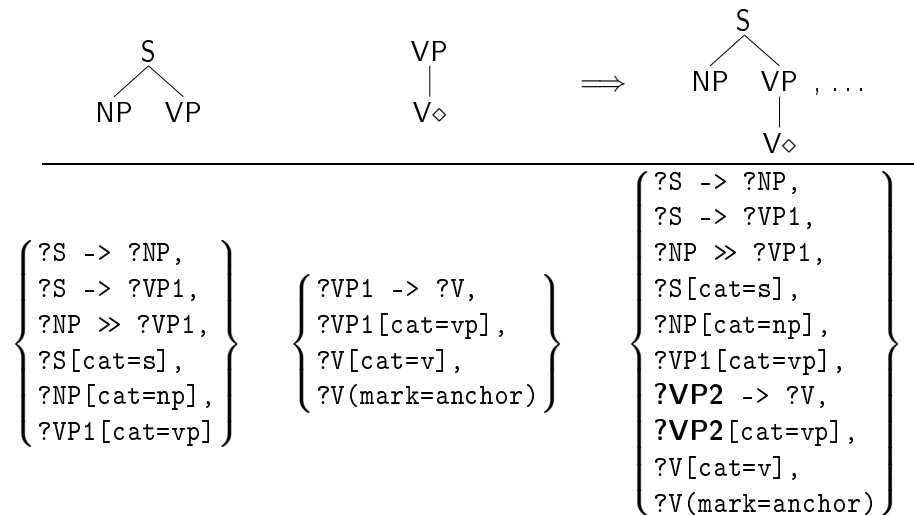 S
NP VP
VP
V⋄
⟹
S
NP VP , ...
V⋄
?S -> ?NP,
?S -> ?VP1,
?NP ≫ ?VP1,
?S[cat=s],
?NP[cat=np],
?VP1[cat=vp]
?VP1 -> ?V,
?VP1[cat=vp],
?V[cat=v],
?V(mark=anchor)
?S -> ?NP,
?S -> ?VP1,
?NP ≫ ?VP1,
?S[cat=s],
?NP[cat=np],
?VP1[cat=vp],
?VP2 -> ?V,
?VP2[cat=vp],
?V[cat=v],
?V(mark=anchor)